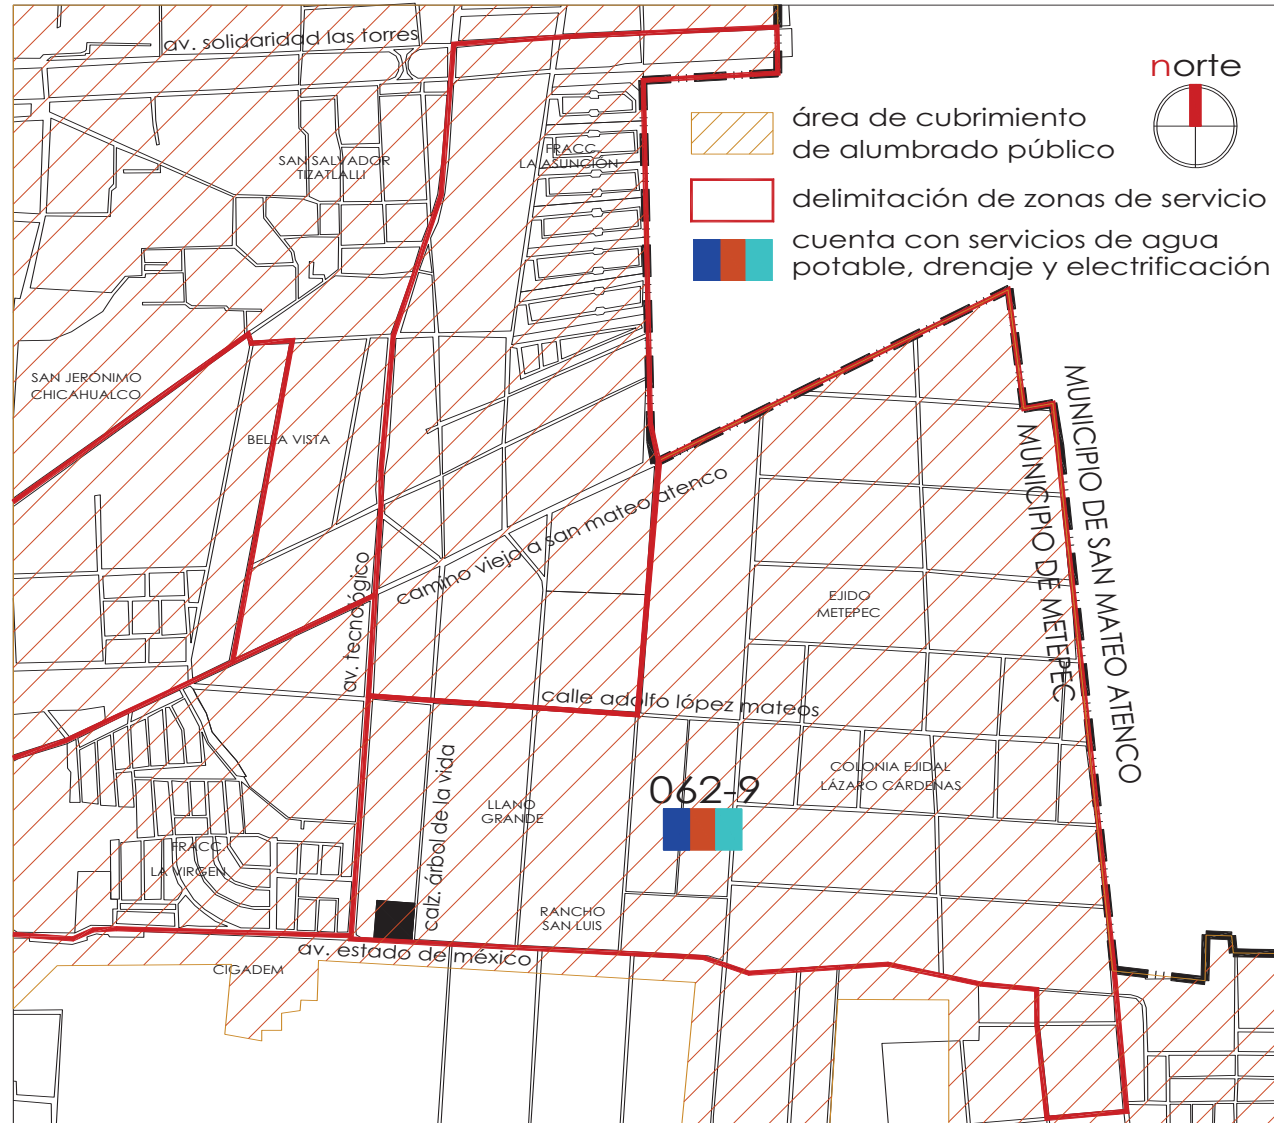 av. solidaridad las torres
norte
área de cubrimiento
de alumbrado público
delimitación de zonas de servicio
cuenta con servicios de agua
potable, drenaje y electrificación
SAN SALVADOR
TIZATLALLI
FRACC.
LA ASUNCIÓN
SAN JERÓNIMO
CHICAHUALCO
BELLA VISTA
MUNICIPIO DE SAN MATEO ATENCO
MUNICIPIO DE METEPEC
camino viejo a san mateo atenco
av. tecnológico
EJIDO
METEPEC
calle adolfo lópez mateos
calz. árbol de la vida
062-9
COLONIA EJIDAL
LÁZARO CÁRDENAS
LLANO
GRANDE
FRACC.
LA VIRGEN
RANCHO
SAN LUIS
av. estado de méxico
CIGADEM